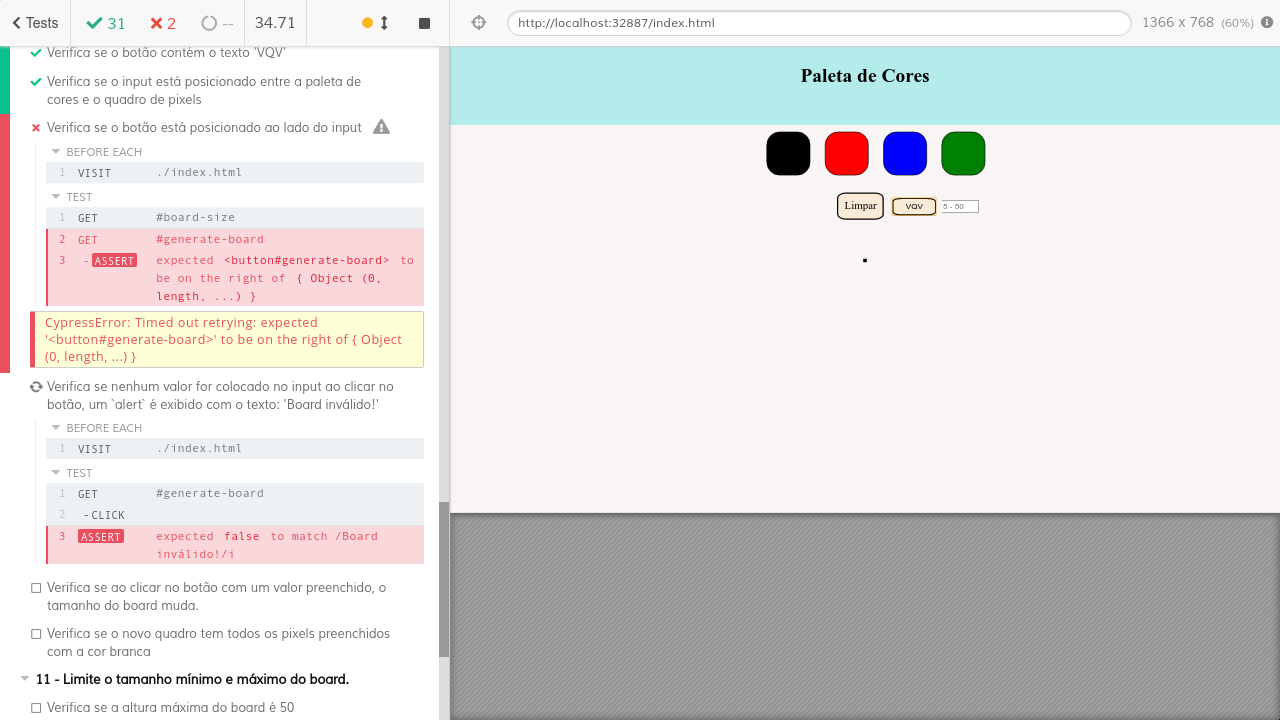 Tests 31 2 -- 34.71 http://localhost:32887/index.html 1366 x 768 (60%)
Verifica se o botão contém o texto 'VQV'
Verifica se o input está posicionado entre a paleta de
cores e o quadro de pixels
Verifica se o botão está posicionado ao lado do input
BEFORE EACH
1 VISIT ./index.html
TEST
1 GET #board-size
2 GET #generate-board
3 -ASSERT expected <button#generate-board> to
be on the right of { Object (0,
length, ...) }
CypressError: Timed out retrying: expected
'<button#generate-board>' to be on the right of { Object
(0, length, ...) }
Verifica se nenhum valor for colocado no input ao clicar no
botão, um `alert` é exibido com o texto: 'Board inválido!'
BEFORE EACH
1 VISIT ./index.html
TEST
1 GET #generate-board
2 -CLICK
3 ASSERT expected false to match /Board
inválido!/i
Verifica se ao clicar no botão com um valor preenchido, o
tamanho do board muda.
Verifica se o novo quadro tem todos os pixels preenchidos
com a cor branca
11 - Limite o tamanho mínimo e máximo do board.
Verifica se a altura máxima do board é 50
Paleta de Cores
Limpar VQV 5 - 50